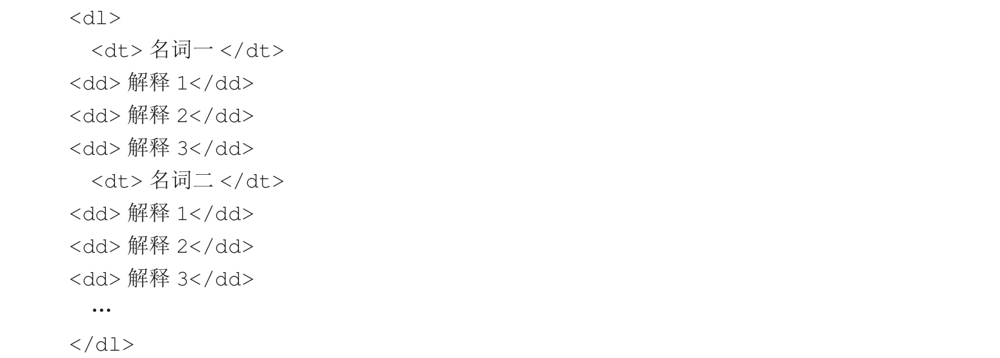 <dl>
<dt>名词一</dt>
<dd>解释 1</dd>
<dd>解释 2</dd>
<dd>解释 3</dd>
<dt>名词二</dt>
<dd>解释 1</dd>
<dd>解释 2</dd>
<dd>解释 3</dd>
…
</dl>